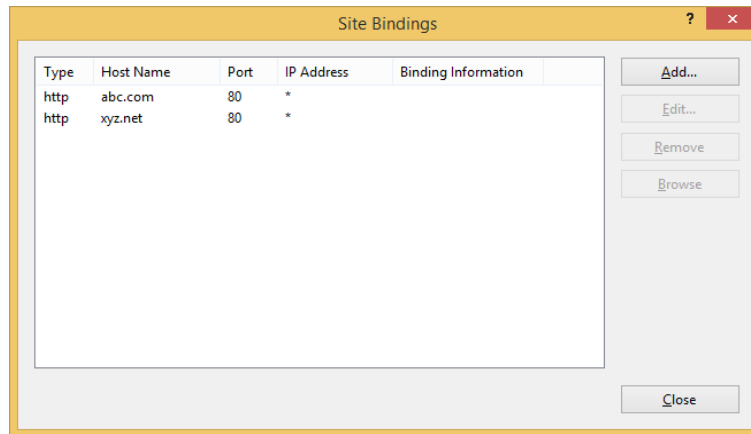 Site Bindings
?
×
Type Host Name Port IP Address Binding Information
http abc.com 80 *
http xyz.net 80 *
Add...
Edit...
Remove
Browse
Close